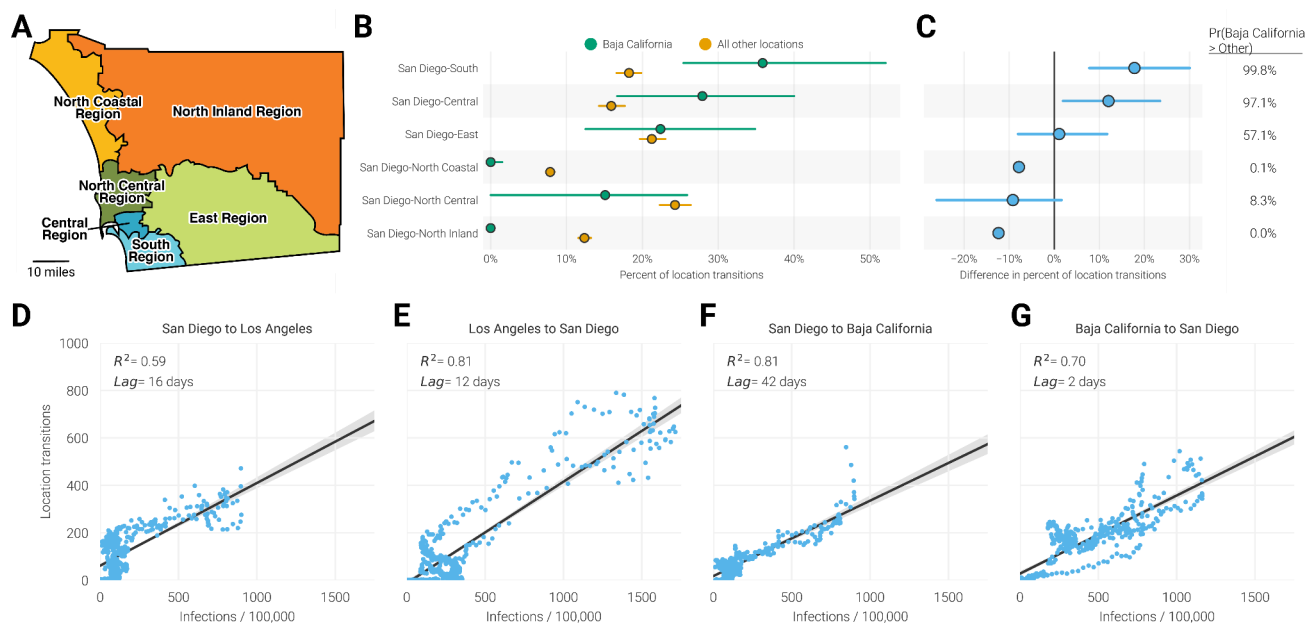 A
North Coastal
Region
North Inland Region
North Central
Region
Central
Region
East Region
South
Region
10 miles
B
Baja California
All other locations
San Diego-South
San Diego-Central
San Diego-East
San Diego-North Coastal
San Diego-North Central
San Diego-North Inland
0%
10%
20%
30%
40%
50%
Percent of location transitions
C
Pr(Baja California
> Other)
99.8%
97.1%
57.1%
0.1%
8.3%
0.0%
−20%
−10%
0%
10%
20%
30%
Difference in percent of location transitions
D
San Diego to Los Angeles
R²= 0.59
Lag= 16 days
1000
800
600
400
200
0
Location transitions
0
500
1000
1500
Infections / 100,000
E
Los Angeles to San Diego
R²= 0.81
Lag= 12 days
0
500
1000
1500
Infections / 100,000
F
San Diego to Baja California
R²= 0.81
Lag= 42 days
0
500
1000
1500
Infections / 100,000
G
Baja California to San Diego
R²= 0.70
Lag= 2 days
0
500
1000
1500
Infections / 100,000